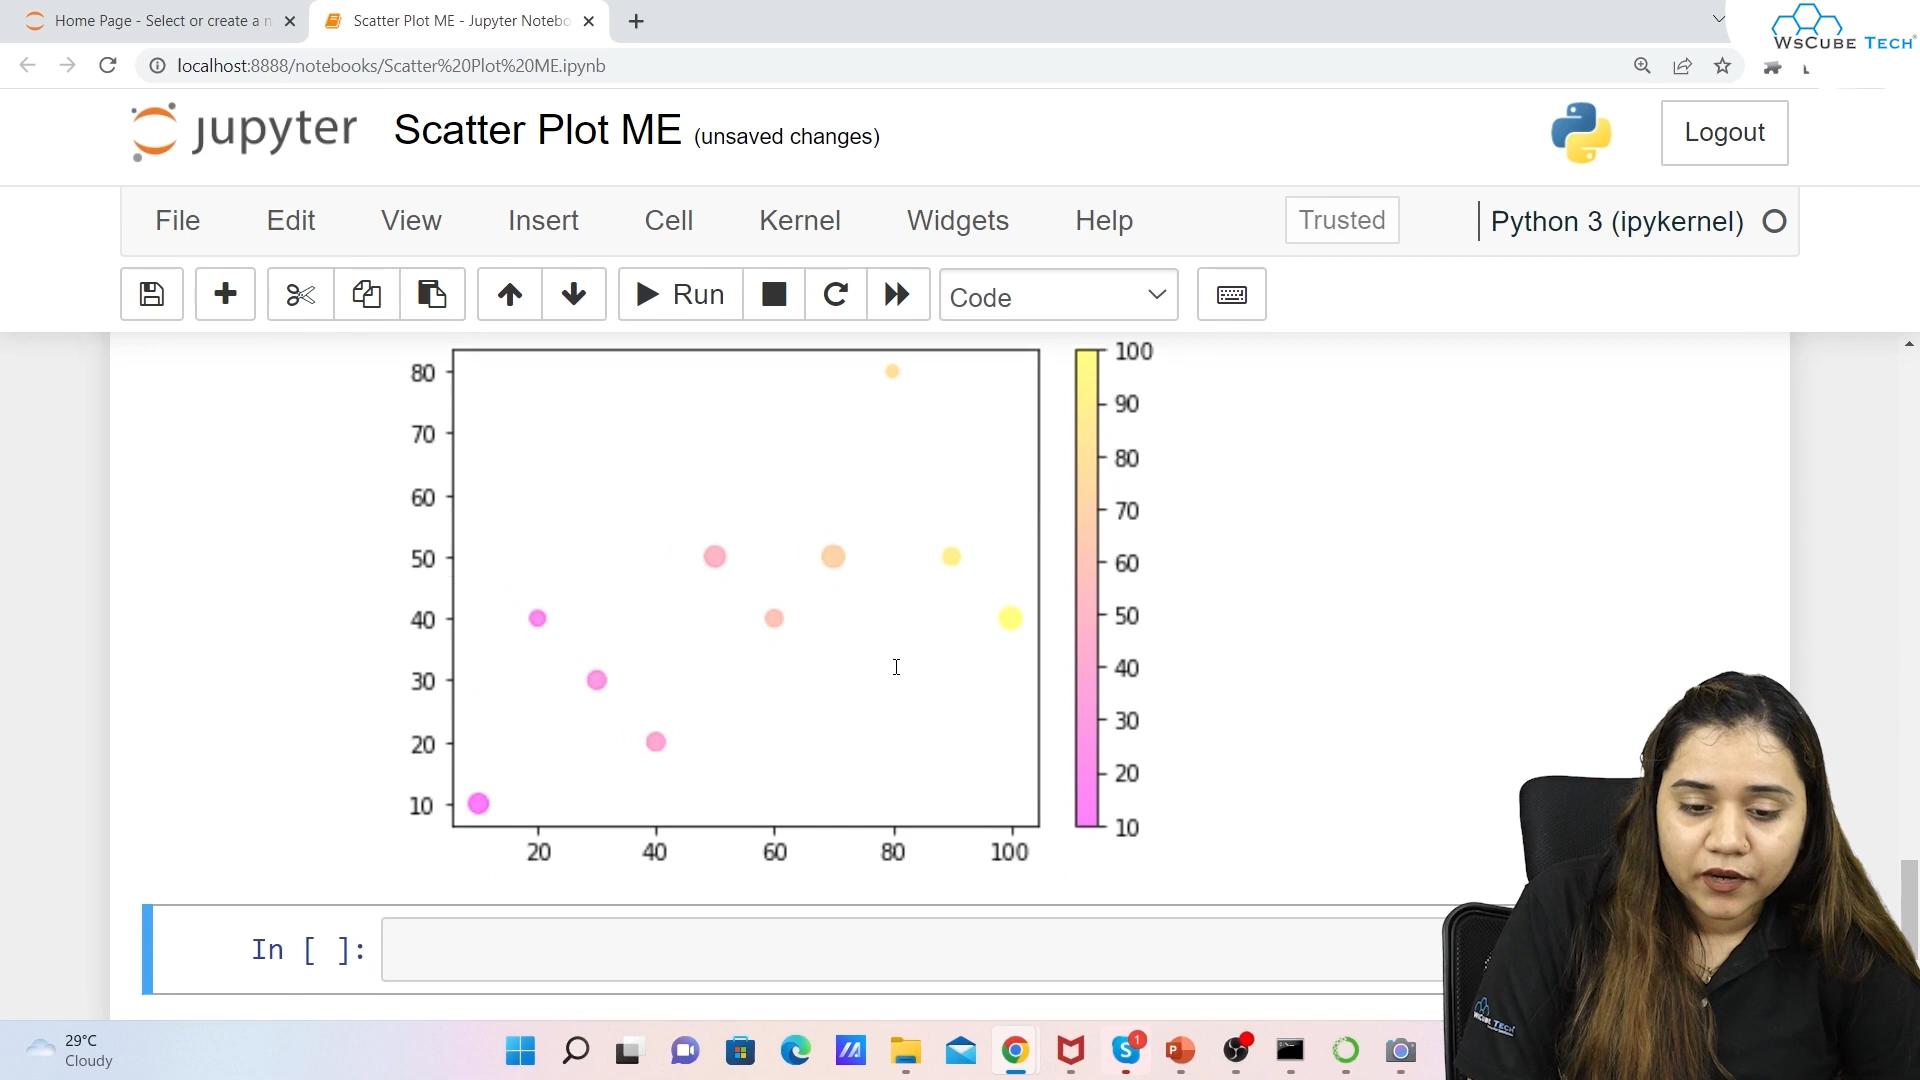 Home Page - Select or create a n
Scatter Plot ME - Jupyter Notebo
WsCube Tech
localhost:8888/notebooks/Scatter%20Plot%20ME.ipynb
jupyter Scatter Plot ME (unsaved changes)
Logout
File Edit View Insert Cell Kernel Widgets Help Trusted Python 3 (ipykernel)
Run Code
80
70
60
50
40
30
20
10
20 40 60 80 100
100
90
80
70
60
50
40
30
20
10
In [ ]:
WsCube Tech
29°C
Cloudy
1